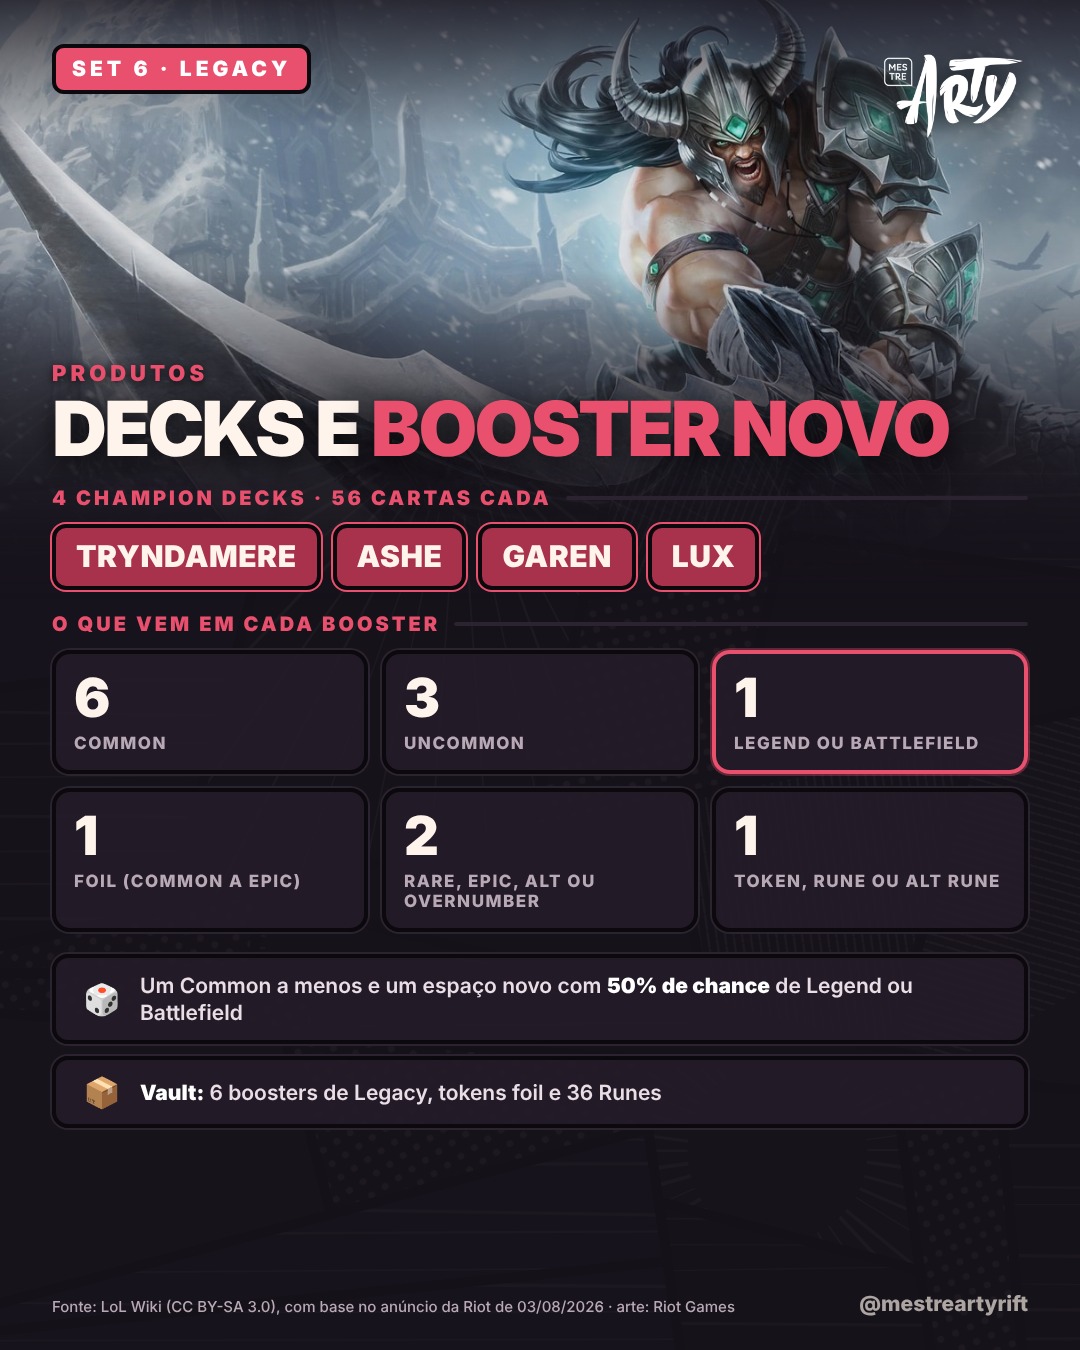 SET 6 · LEGACY
MES
TRE
ARTY
PRODUTOS
DECKS E BOOSTER NOVO
4 CHAMPION DECKS · 56 CARTAS CADA
TRYNDAMERE
ASHE
GAREN
LUX
O QUE VEM EM CADA BOOSTER
6
COMMON
3
UNCOMMON
1
LEGEND OU BATTLEFIELD
1
FOIL (COMMON A EPIC)
2
RARE, EPIC, ALT OU
OVERNUMBER
1
TOKEN, RUNE OU ALT RUNE
Um Common a menos e um espaço novo com 50% de chance de Legend ou
Battlefield
Vault: 6 boosters de Legacy, tokens foil e 36 Runes
Fonte: LoL Wiki (CC BY-SA 3.0), com base no anúncio da Riot de 03/08/2026 · arte: Riot Games
@mestreartyrift